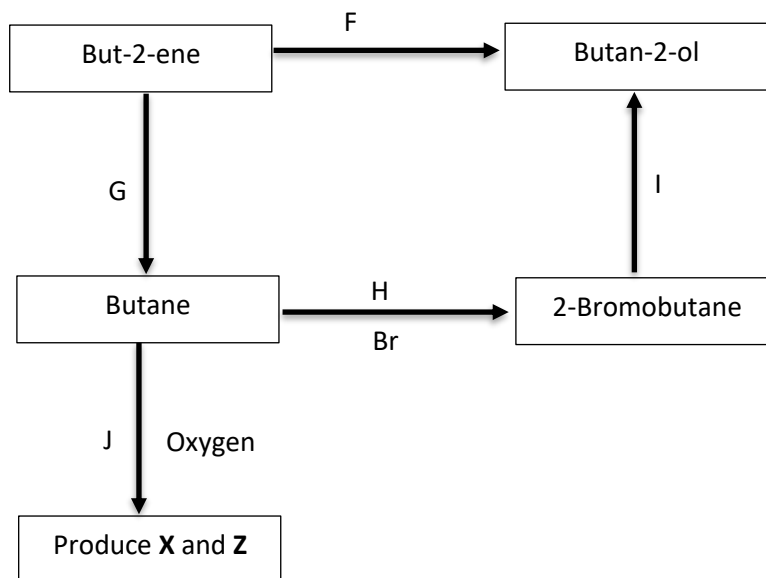 But-2-ene
F
Butan-2-ol
G
I
Butane
H
Br
2-Bromobutane
J
Oxygen
Produce X and Z